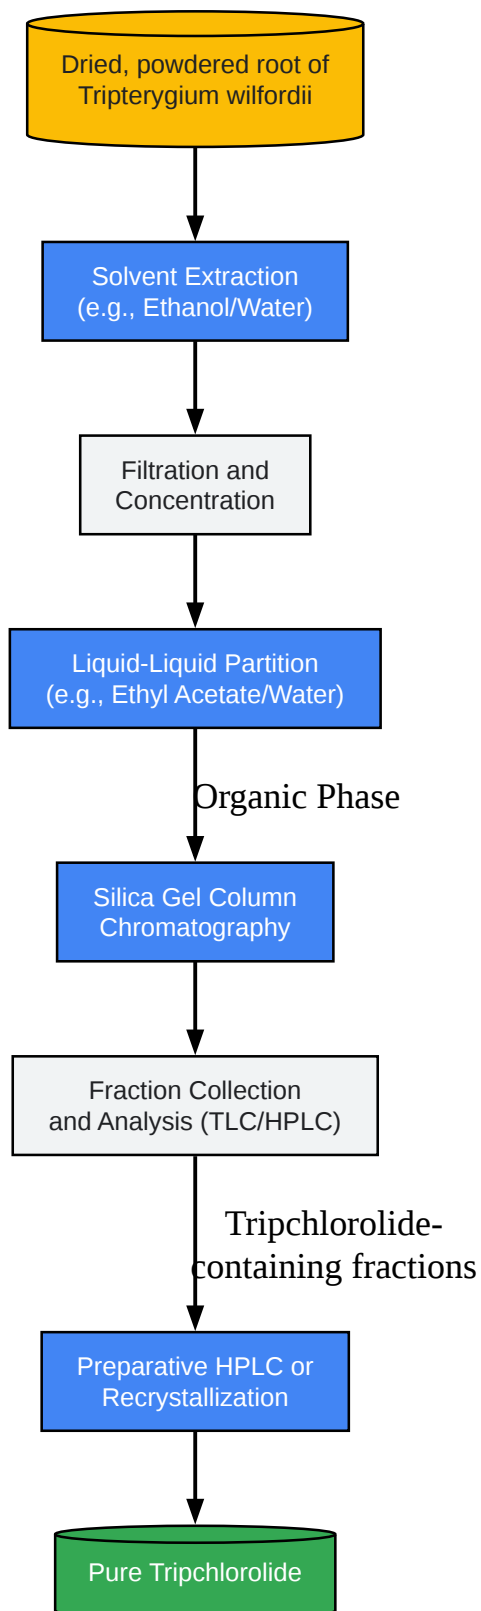 Dried, powdered root of
Tripterygium wilfordii
Solvent Extraction
(e.g., Ethanol/Water)
Filtration and
Concentration
Liquid-Liquid Partition
(e.g., Ethyl Acetate/Water)
Organic Phase
Silica Gel Column
Chromatography
Fraction Collection
and Analysis (TLC/HPLC)
Tripchlorolide-
containing fractions
Preparative HPLC or
Recrystallization
Pure Tripchlorolide